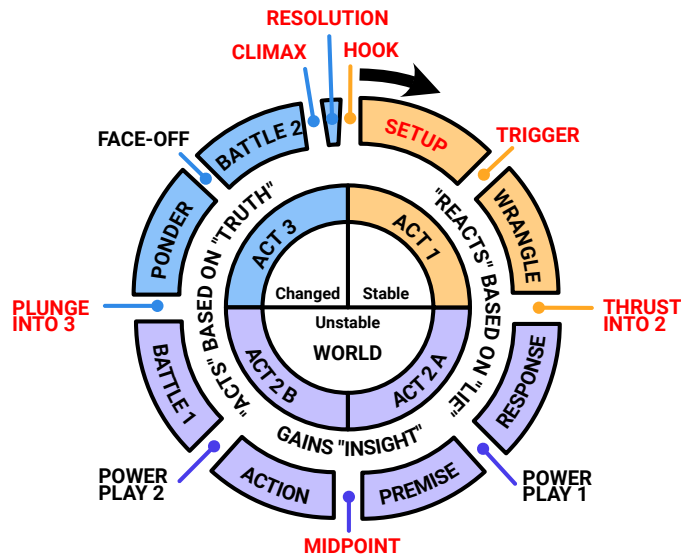 RESOLUTION
CLIMAX
HOOK
SETUP
TRIGGER
WRANGLE
THRUST
INTO 2
RESPONSE
POWER
PLAY 1
PREMISE
MIDPOINT
ACTION
POWER
PLAY 2
BATTLE 1
PLUNGE
INTO 3
PONDER
FACE-OFF
BATTLE 2
"REACTS" BASED ON "LIE"
GAINS "INSIGHT"
"ACTS" BASED ON "TRUTH"
ACT 1
ACT 2 A
ACT 2 B
ACT 3
Changed
Stable
Unstable
WORLD